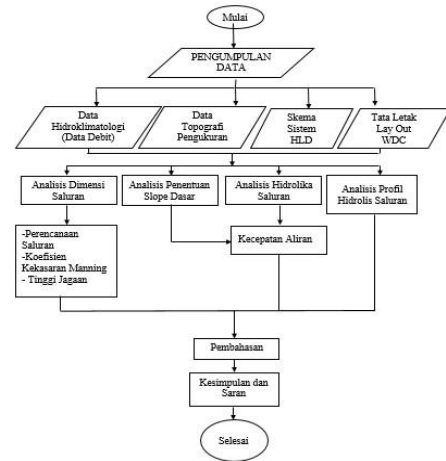 Mulai
PENGUMPULAN
DATA
Data
Hidroklimatologi
(Data Debit)
Data
Topografi
Pengukuran
Skema
Sistem
HLD
Tata Letak
Lay Out
WDC
Analisis Dimensi
Saluran
Analisis Penentuan
Slope Dasar
Analisis Hidrolika
Saluran
Analisis Profil
Hidrolis Saluran
-Perencanaan
Saluran
-Koefisien
Kekasaran Manning
- Tinggi Jagaan
Kecepatan Aliran
Pembahasan
Kesimpulan dan
Saran
Selesai